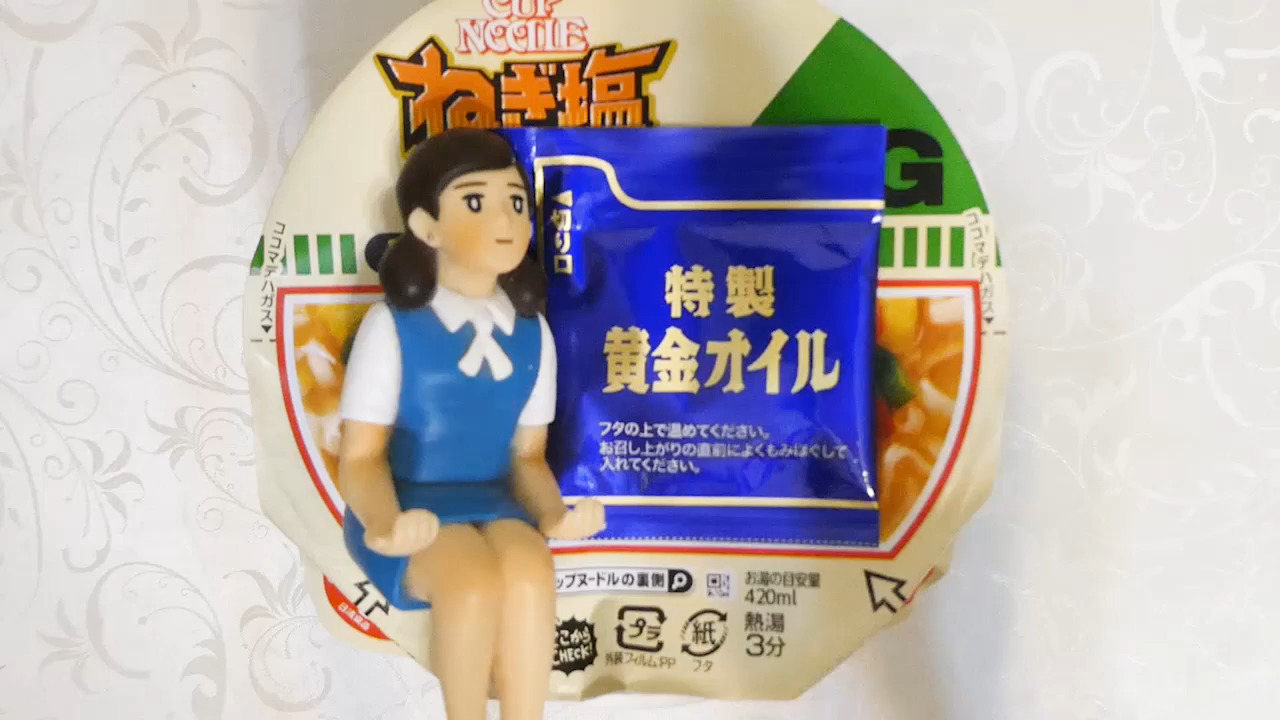 CUP
NOODLE
ねぎ塩
G
ココマデハガス
ココマデハガス
切り口
特製
黄金オイル
フタの上で温めてください。
お召し上がりの直前によくもみほぐして
入れてください。
ップヌードルの裏側
お湯の目安量
420ml
熱湯
3分
こから
CHECK!
プラ
外装フィルム:PP
紙
フタ